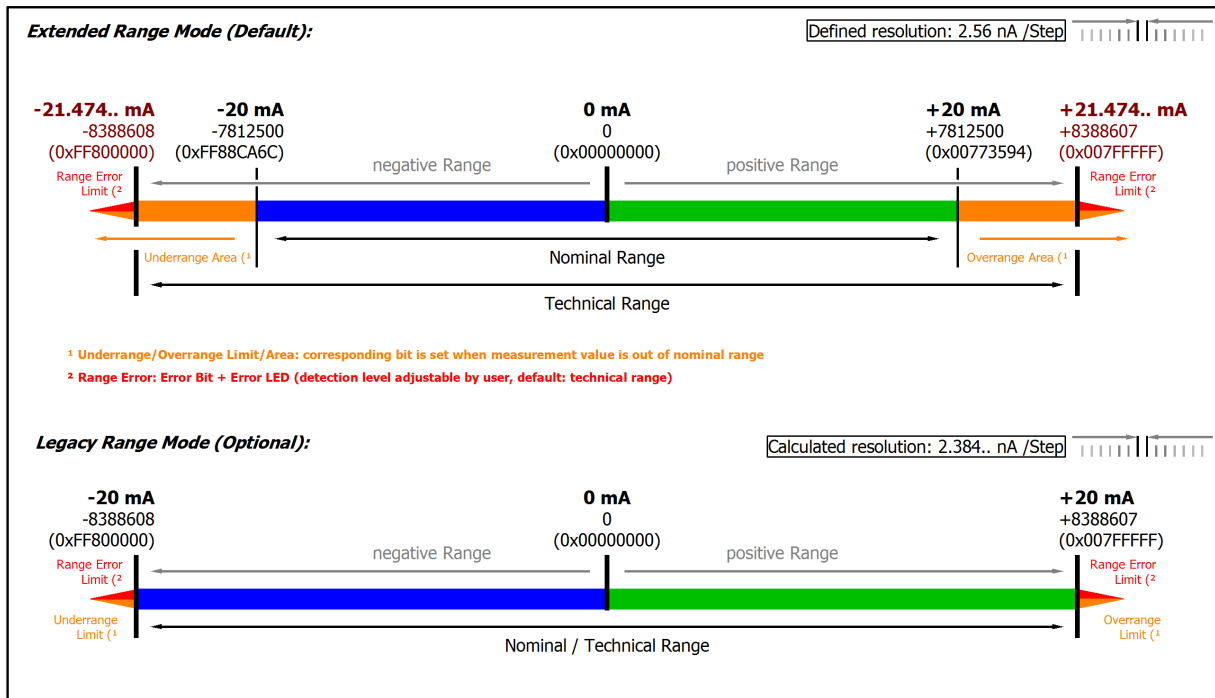 Extended Range Mode (Default):
Defined resolution: 2.56 nA /Step
-21.474.. mA
-8388608
(0xFF800000)
-20 mA
-7812500
(0xFF88CA6C)
0 mA
0
(0x00000000)
+20 mA
+7812500
(0x00773594)
+21.474.. mA
+8388607
(0x007FFFFF)
negative Range
positive Range
Range Error
Limit (²
Range Error
Limit (²
Underrange Area (¹
Nominal Range
Overrange Area (¹
Technical Range
¹ Underrange/Overrange Limit/Area: corresponding bit is set when measurement value is out of nominal range
² Range Error: Error Bit + Error LED (detection level adjustable by user, default: technical range)
Legacy Range Mode (Optional):
Calculated resolution: 2.384.. nA /Step
-20 mA
-8388608
(0xFF800000)
0 mA
0
(0x00000000)
+20 mA
+8388607
(0x007FFFFF)
negative Range
positive Range
Range Error
Limit (²
Range Error
Limit (²
Underrange
Limit (¹
Overrange
Limit (¹
Nominal / Technical Range